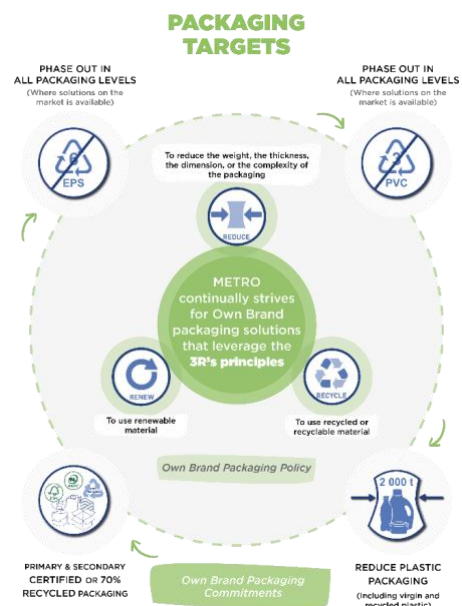 PACKAGING
TARGETS
PHASE OUT IN
ALL PACKAGING LEVELS
(Where solutions on the
market is available)
PHASE OUT IN
ALL PACKAGING LEVELS
(Where solutions on the
market is available)
6
EPS
3
PVC
To reduce the weight, the thickness,
the dimension, or the complexity of
the packaging
REDUCE
METRO
continually strives
for Own Brand
packaging solutions
that leverage the
3R's principles
RENEW
RECYCLE
To use renewable
material
To use recycled or
recyclable material
Own Brand Packaging Policy
2 000 t
PRIMARY & SECONDARY
CERTIFIED OR 70%
RECYCLED PACKAGING
Own Brand Packaging
Commitments
REDUCE PLASTIC
PACKAGING
(Including virgin and
recycled plastic)